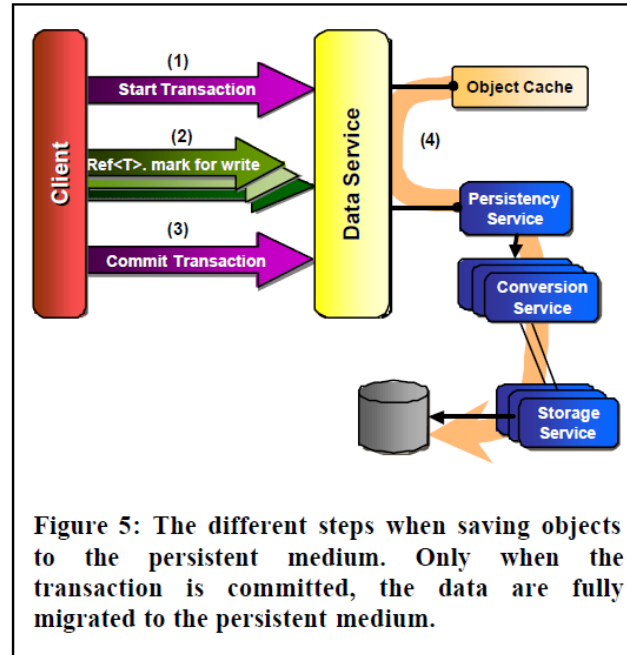 (1)
Start Transaction
(2)
Ref<T>. mark for write
(3)
Commit Transaction
Client
Data Service
Object Cache
(4)
Persistency
Service
Conversion
Service
Storage
Service
Figure 5: The different steps when saving objects
to the persistent medium. Only when the
transaction is committed, the data are fully
migrated to the persistent medium.